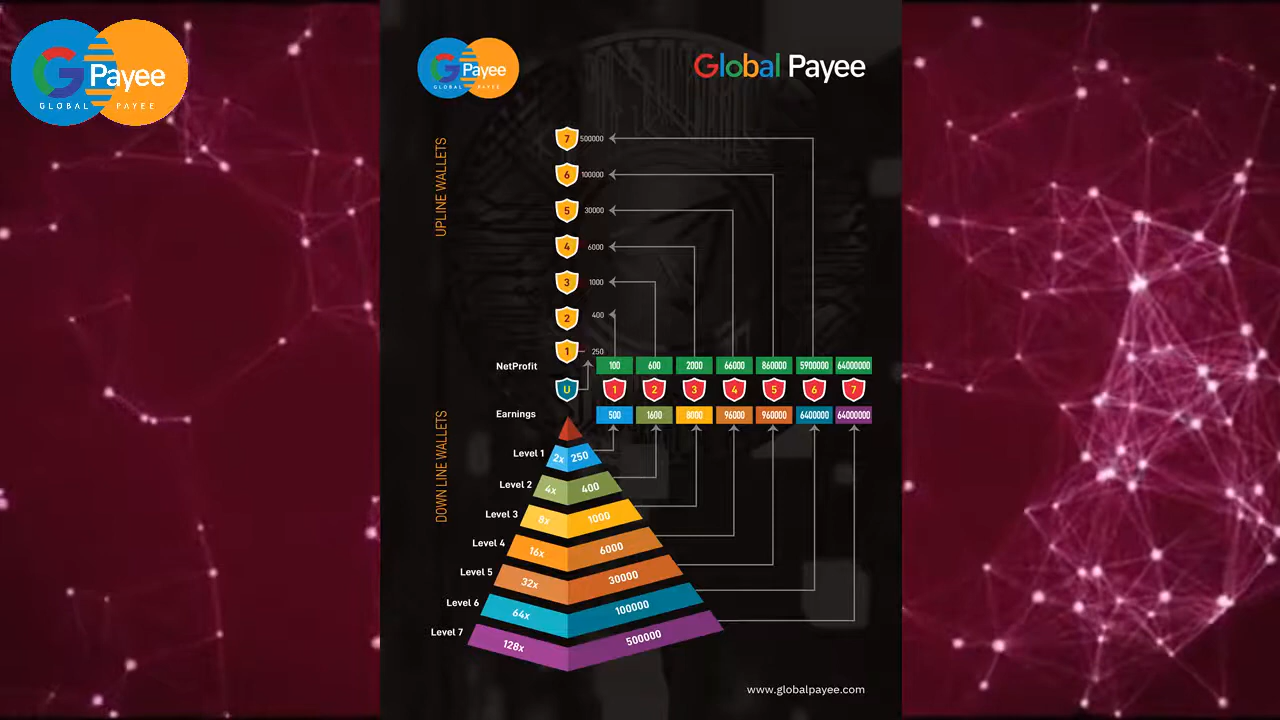 G Payee
GLOBAL PAYEE
G Payee
GLOBAL PAYEE
Global Payee
UPLINE WALLETS
7 500000
6 100000
5 30000
4 6000
3 1000
2 400
1 250
NetProfit 100 600 2000 66000 860000 5900000 64000000
U 1 2 3 4 5 6 7
Earnings 500 1600 8000 96000 960000 6400000 64000000
DOWN LINE WALLETS
Level 1 2x 250
Level 2 4x 400
Level 3 8x 1000
Level 4 16x 6000
Level 5 32x 30000
Level 6 64x 100000
Level 7 128x 500000
www.globalpayee.com